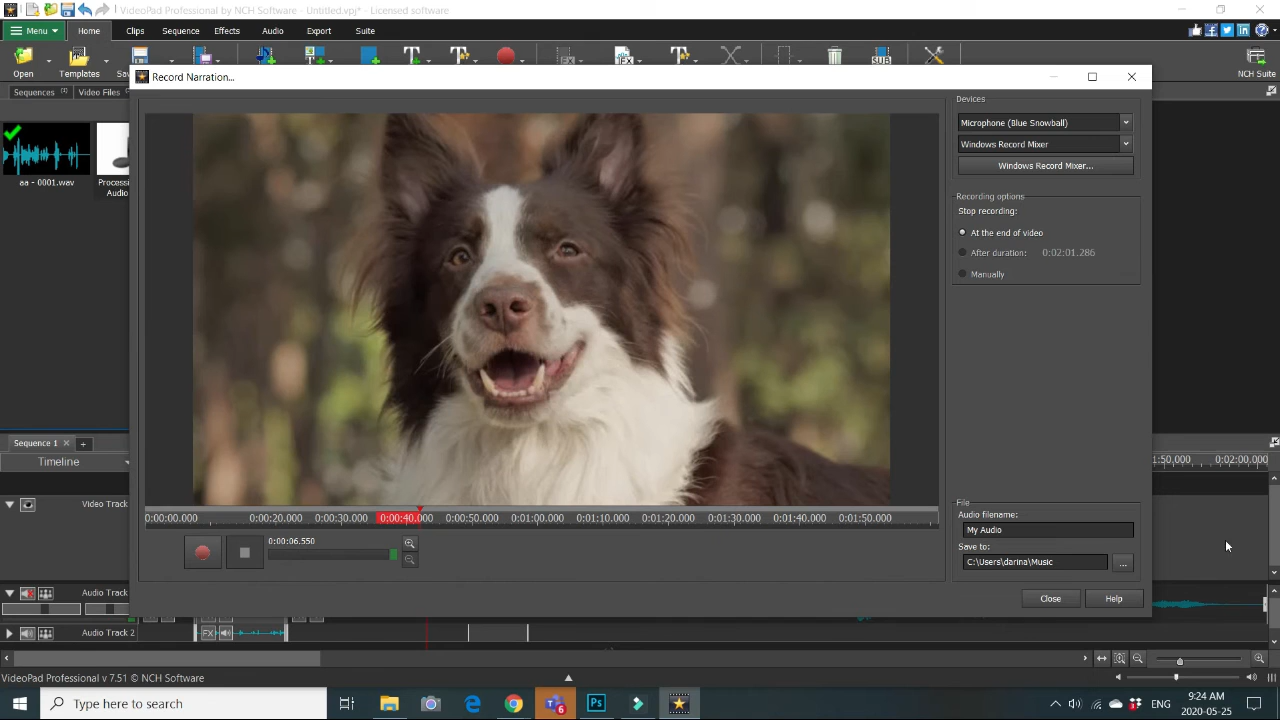 VideoPad Professional by NCH Software - Untitled.vpj* - Licensed software
Menu Home Clips Sequence Effects Audio Export Suite
Open Templates NCH Suite
SUB
Sequences (1) Video Files
aa - 0001.wav
Audio
Record Narration...
Devices
Microphone (Blue Snowball)
Windows Record Mixer
Windows Record Mixer...
Recording options
Stop recording:
At the end of video
After duration: 0:02:01.286
Manually
0:00:00.000 0:00:20.000 0:00:30.000 0:00:40.000 0:00:50.000 0:01:00.000 0:01:10.000 0:01:20.000 0:01:30.000 0:01:40.000 0:01:50.000
0:00:06.550
File
Audio filename:
My Audio
Save to:
C:\Users\darina\Music
...
Close Help
Sequence 1
Timeline
0:02:00.000
Video Track
Audio Track
FX Audio Track 2
VideoPad Professional v 7.51 © NCH Software
Type here to search
6
Ps
ENG
9:24 AM
2020-05-25